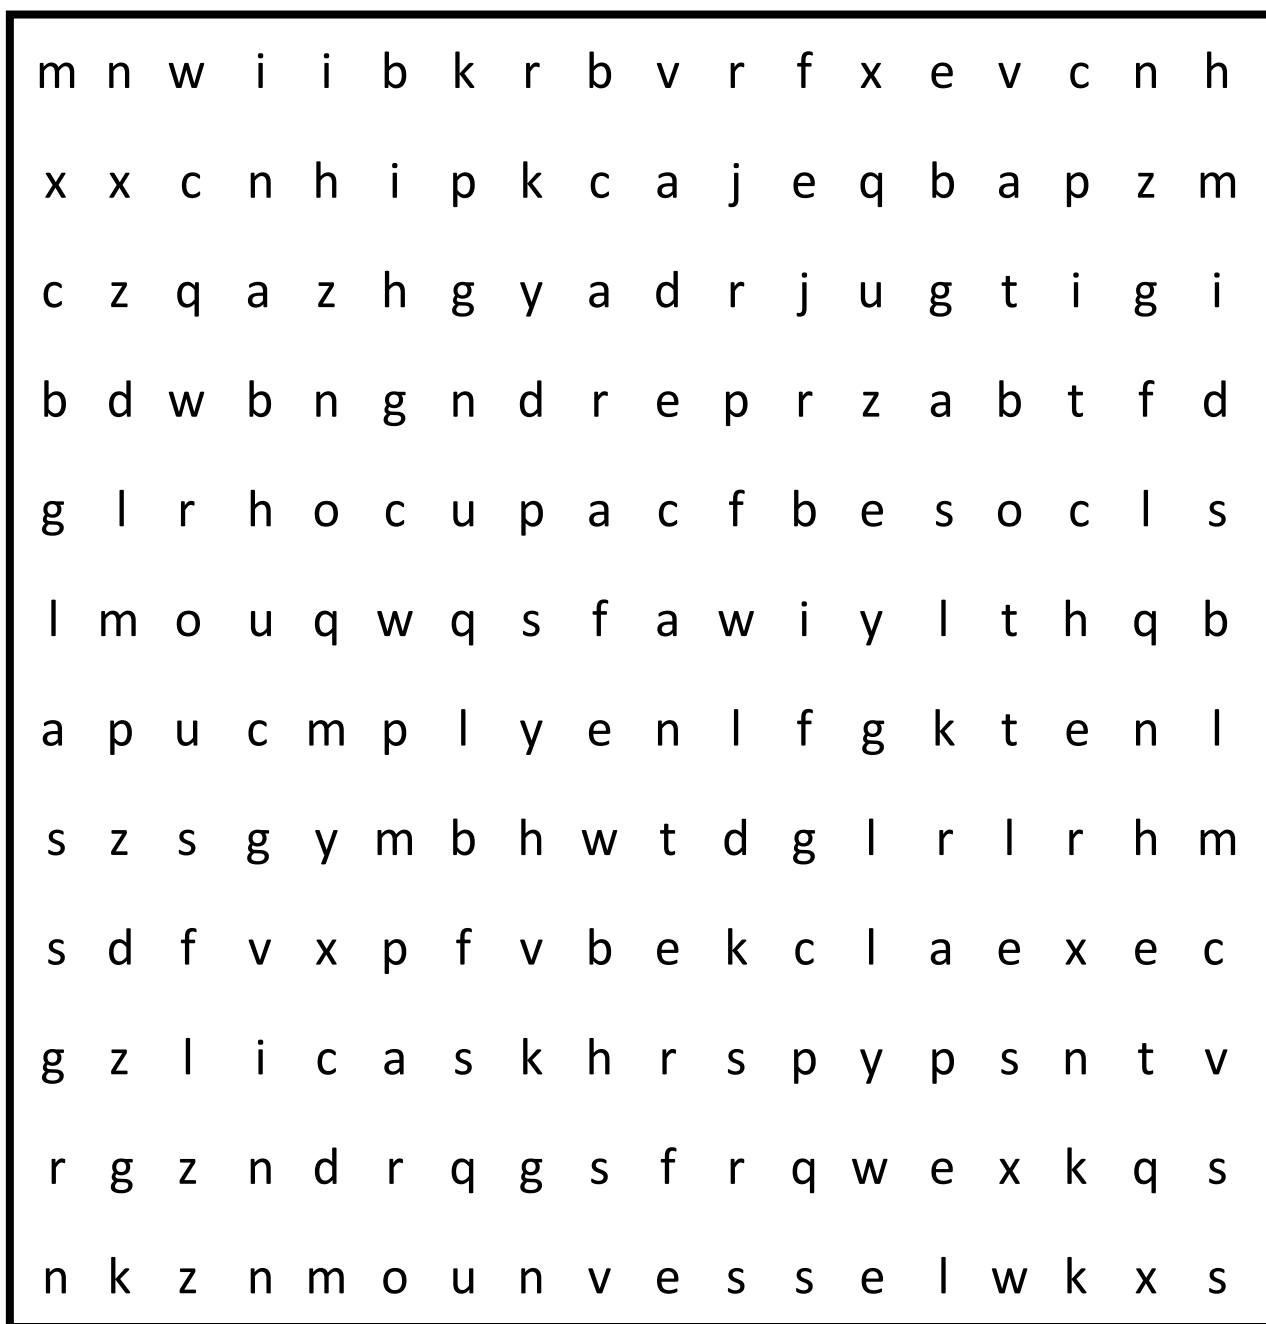 m n w i i b k r b v r f x e v c n h
x x c n h i p k c a j e q b a p z m
c z q a z h g y a d r j u g t i g i
b d w b n g n d r e p r z a b t f d
g l r h o c u p a c f b e s o c l s
l m o u q w q s f a w i y l t h q b
a p u c m p l y e n l f g k t e n l
s z s g y m b h w t d g l r l r h m
s d f v x p f v b e k c l a e x e c
g z l i c a s k h r s p y p s n t v
r g z n d r q g s f r q w e x k q s
n k z n m o u n v e s s e l w k x s